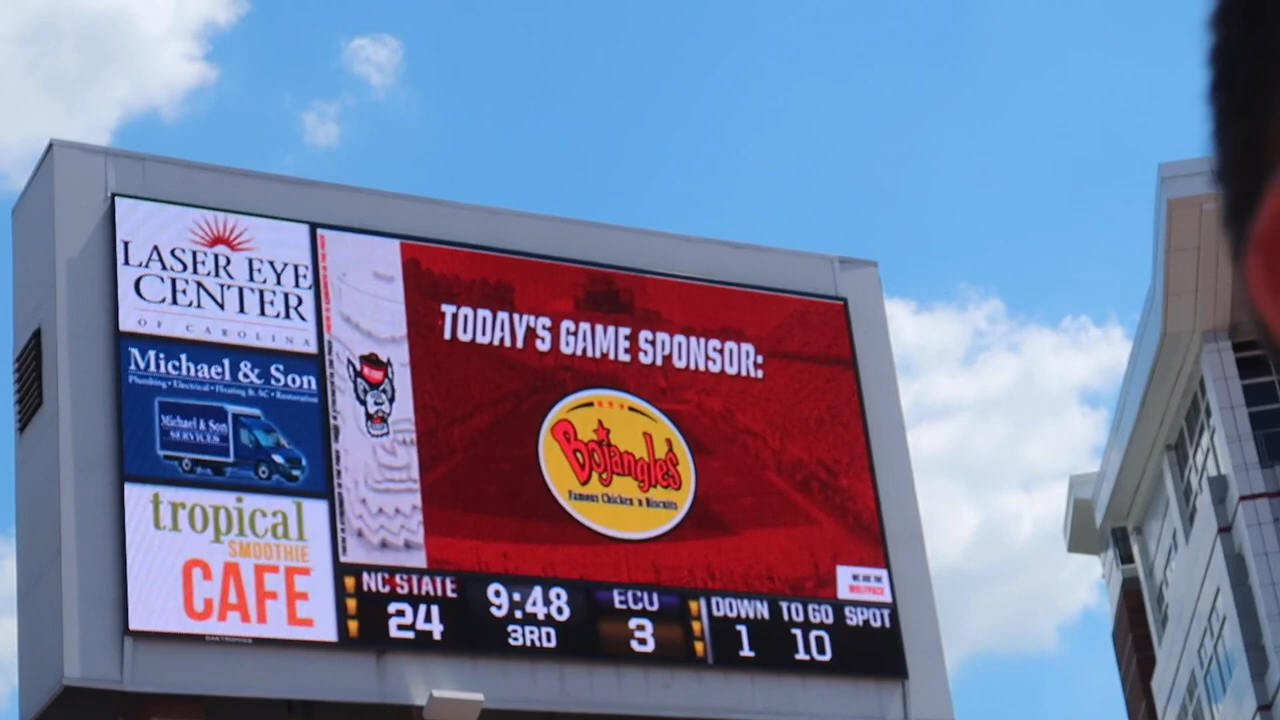 LASER EYE
CENTER
OF CAROLINA
Michael & Son
Plumbing • Electrical • Heating & AC • Restoration
Michael & Son
SERVICES
tropical
SMOOTHIE
CAFE
DAKTRONICS
TODAY'S GAME SPONSOR:
Bojangles'
Famous Chicken 'n Biscuits
WE ARE THE
WOLFPACK
NC STATE
24
9:48
3RD
ECU
3
DOWN TO GO SPOT
1 10